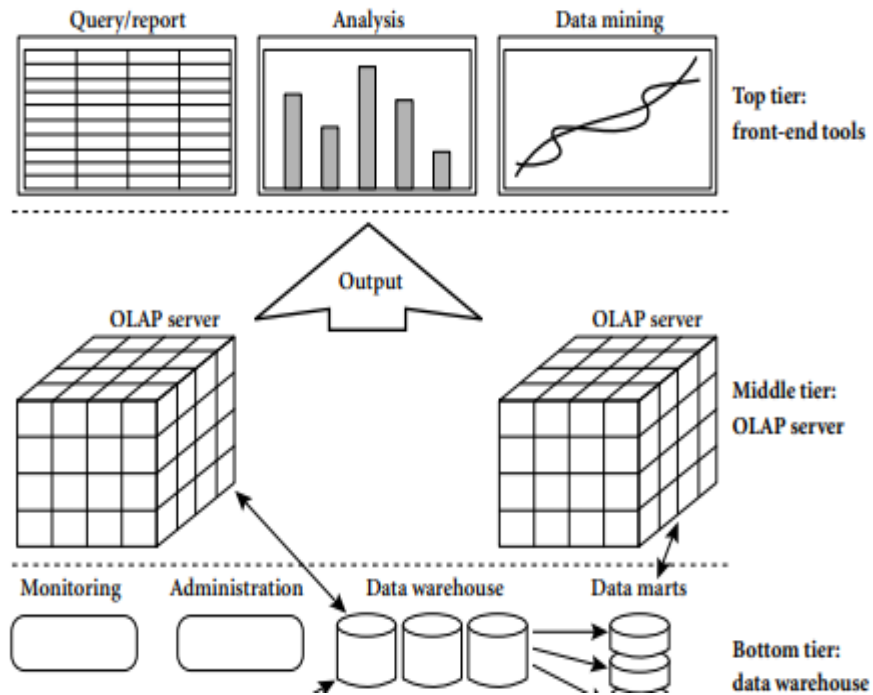 Query/report
Analysis
Data mining
Top tier:
front-end tools
Output
OLAP server
OLAP server
Middle tier:
OLAP server
Monitoring
Administration
Data warehouse
Data marts
Bottom tier:
data warehouse